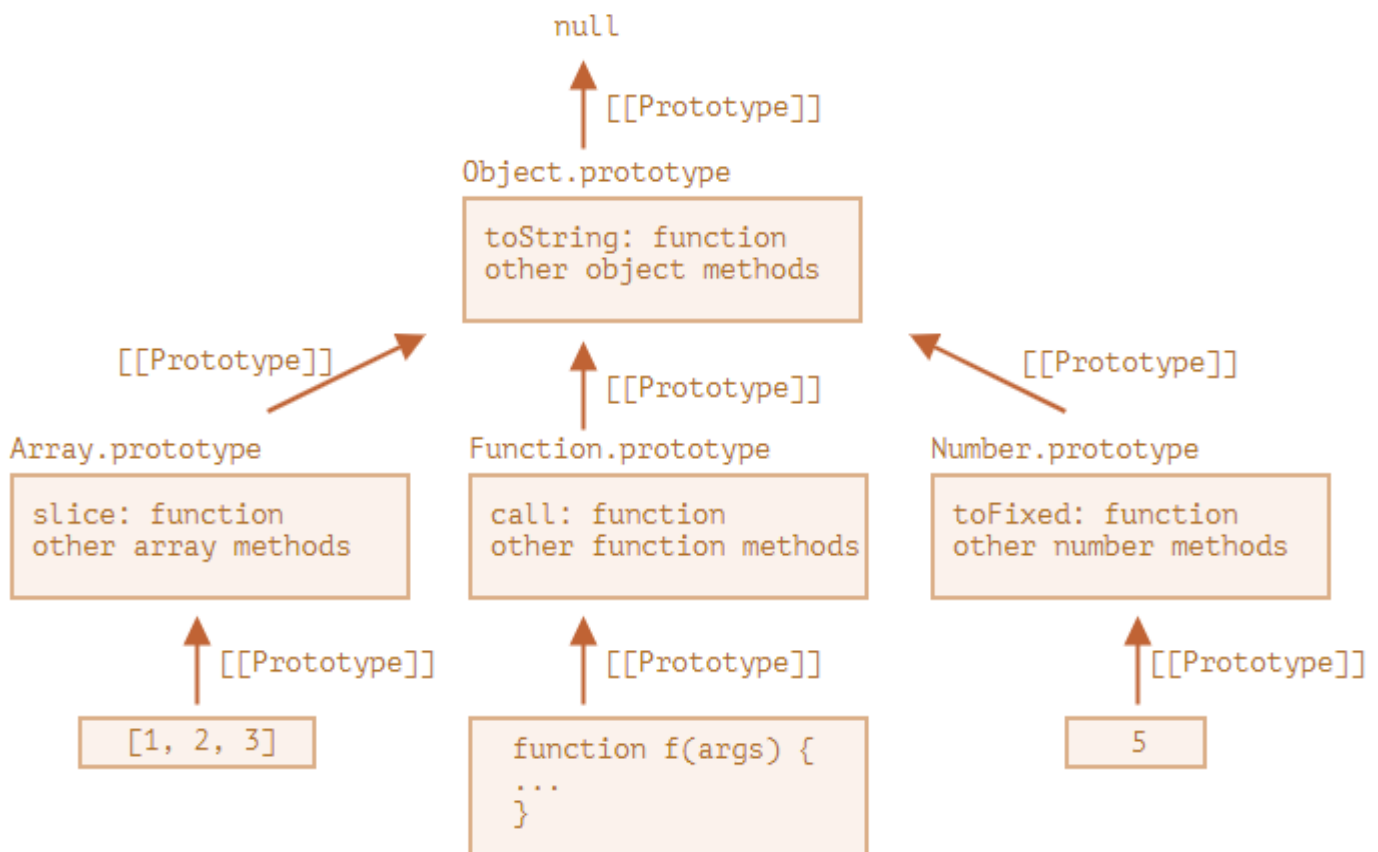 null
[[Prototype]]
Object.prototype
toString: function
other object methods
[[Prototype]]
[[Prototype]]
[[Prototype]]
Array.prototype
Function.prototype
Number.prototype
slice: function
other array methods
call: function
other function methods
toFixed: function
other number methods
[[Prototype]]
[[Prototype]]
[[Prototype]]
[1, 2, 3]
function f(args) {
...
}
5